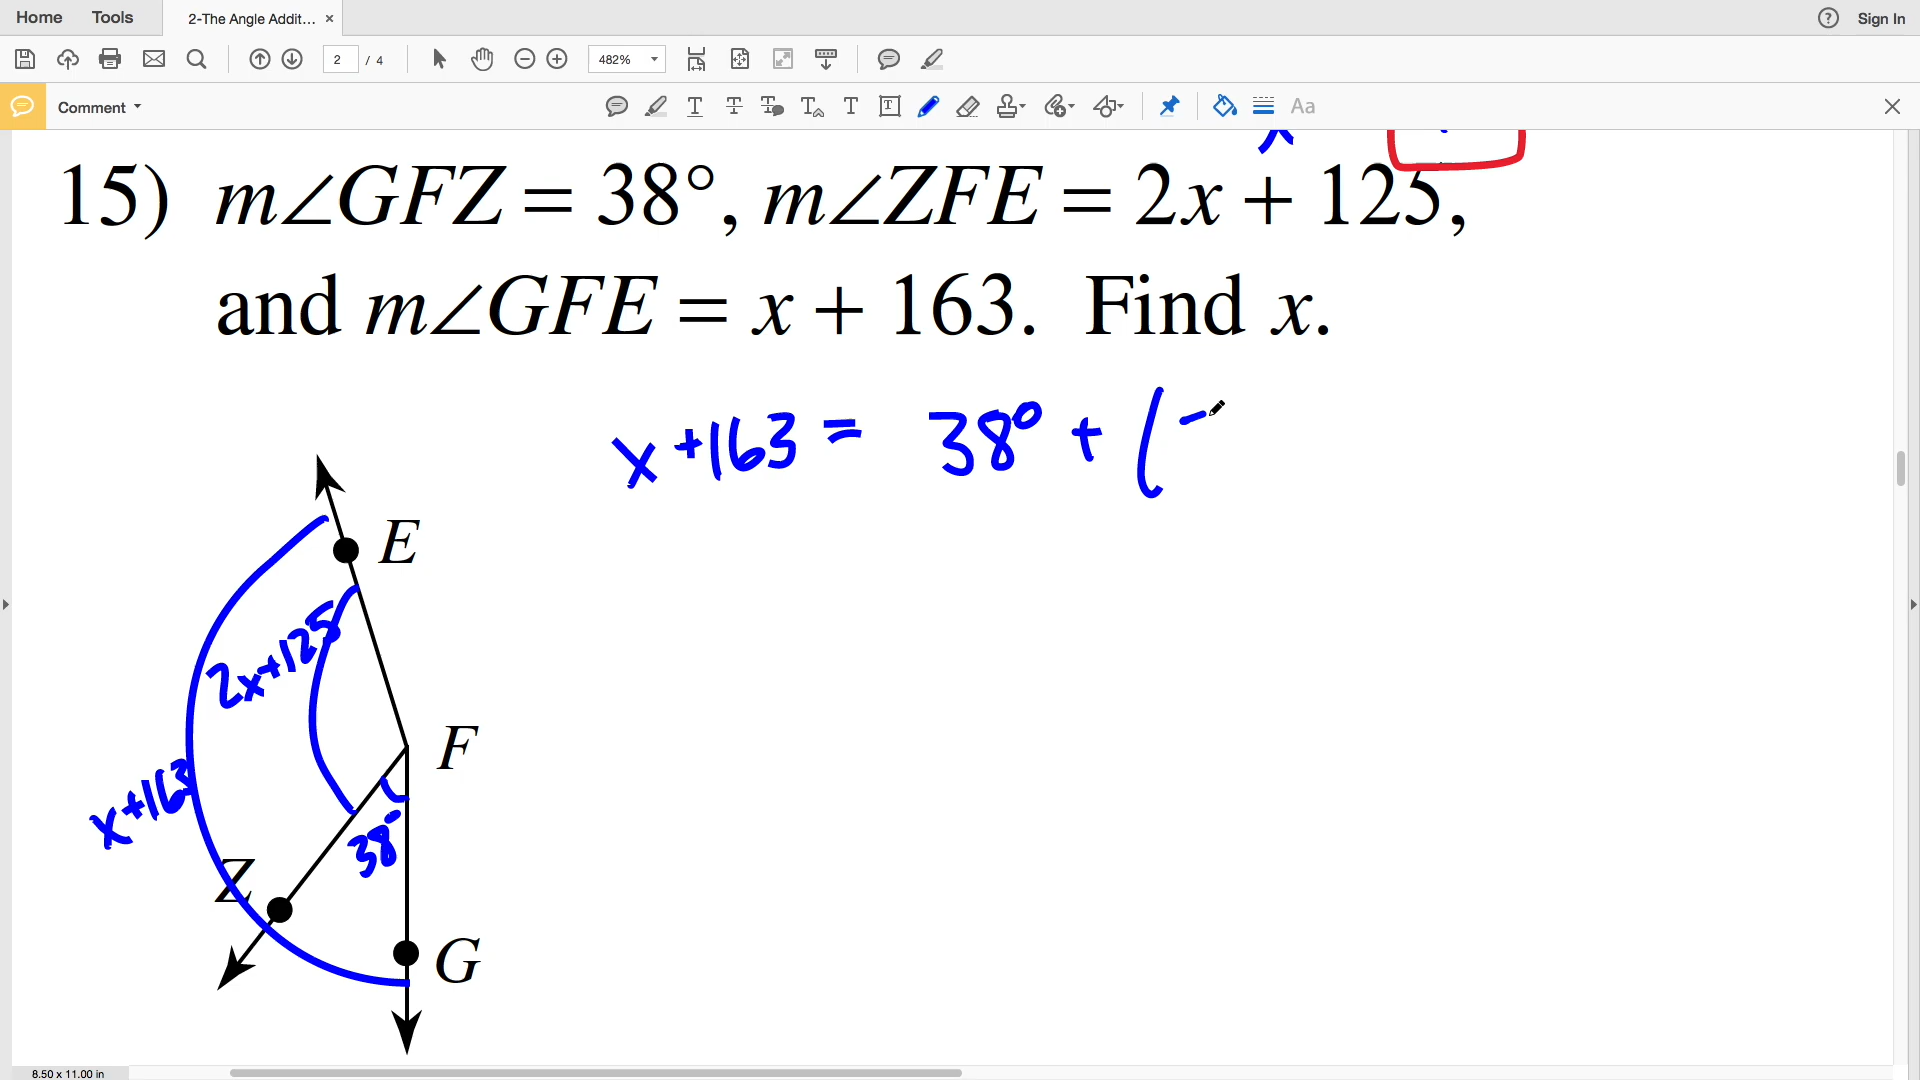 Home Tools 2-The Angle Addit... × Sign In
2 / 4 482%
Comment Aa
15) m∠GFZ = 38°, m∠ZFE = 2x + 125,
and m∠GFE = x + 163. Find x.
x+163 = 38° + (
E
2x+125
F
x+163
38°
Z
G
8.50 x 11.00 in